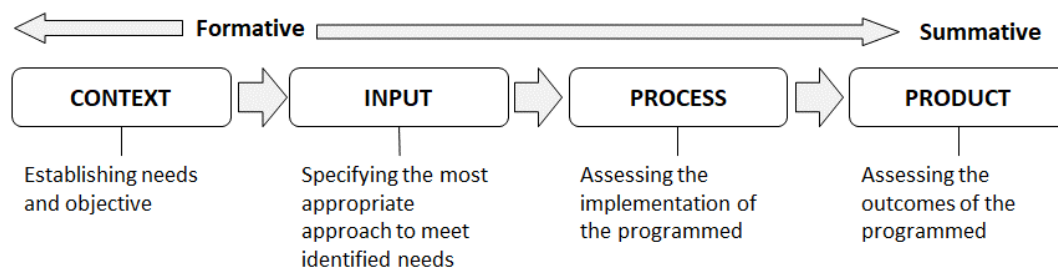 Formative
Summative
CONTEXT
INPUT
PROCESS
PRODUCT
Establishing needs
and objective
Specifying the most
appropriate
approach to meet
identified needs
Assessing the
implementation of
the programmed
Assessing the
outcomes of the
programmed